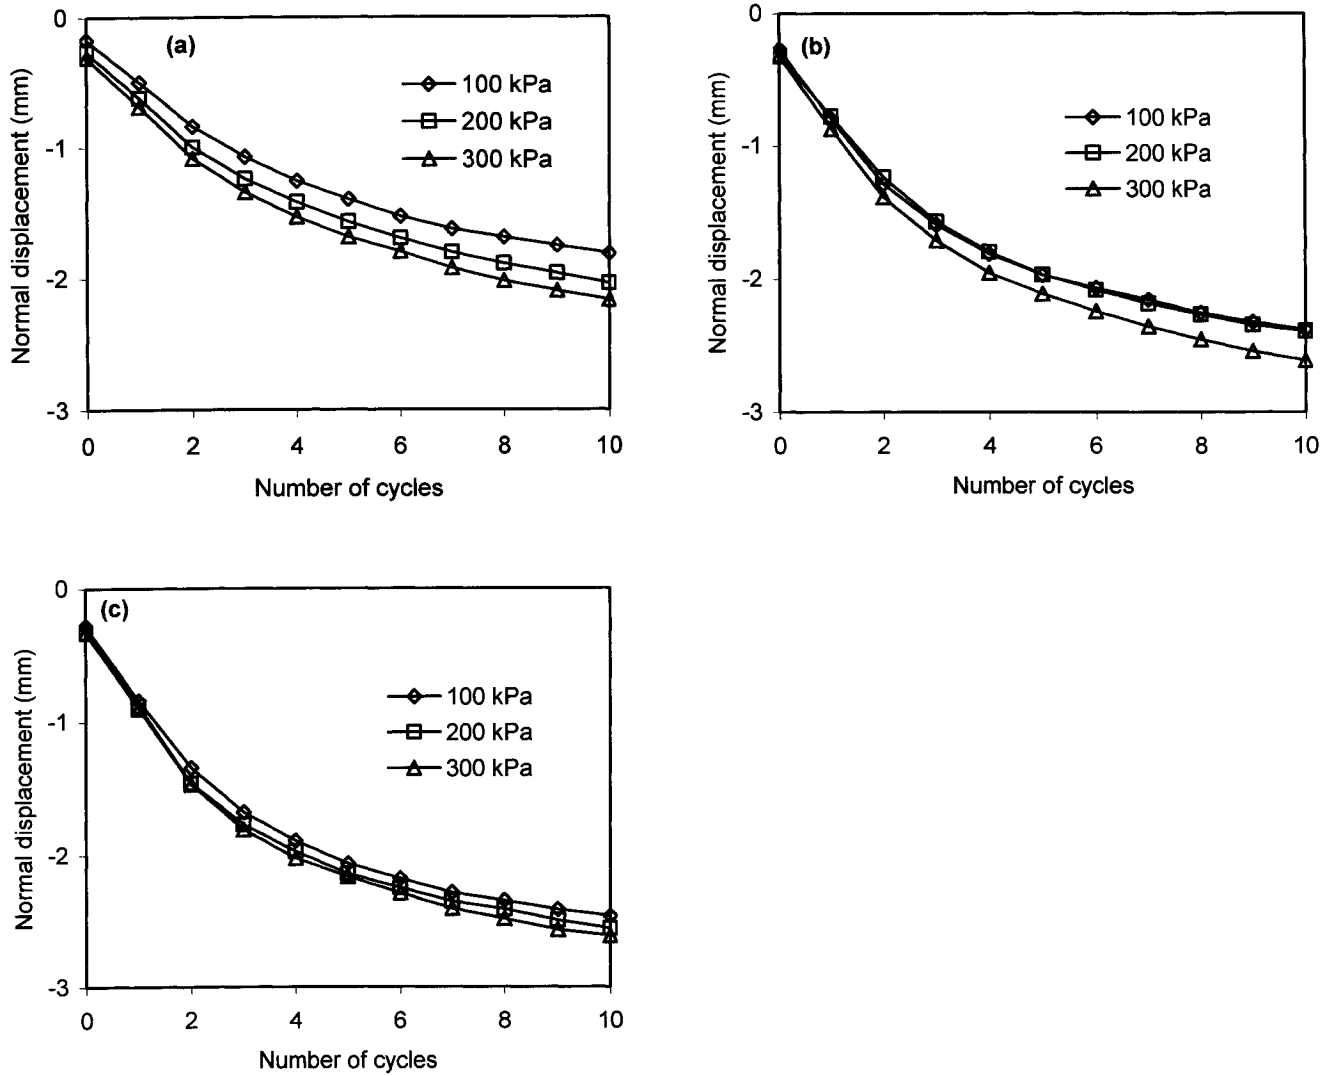 0
-1
-2
-3
Normal displacement (mm)
(a)
100 kPa
200 kPa
300 kPa
0 2 4 6 8 10
Number of cycles
0
-1
-2
-3
Normal displacement (mm)
(b)
100 kPa
200 kPa
300 kPa
0 2 4 6 8 10
Number of cycles
0
-1
-2
-3
Normal displacement (mm)
(c)
100 kPa
200 kPa
300 kPa
0 2 4 6 8 10
Number of cycles